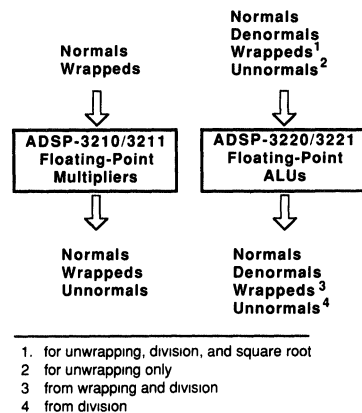 Normals
Wrappeds
Normals
Denormals
Wrappeds1
Unnormals2
ADSP-3210/3211
Floating-Point
Multipliers
ADSP-3220/3221
Floating-Point
ALUs
Normals
Wrappeds
Unnormals
Normals
Denormals
Wrappeds3
Unnormals4
1. for unwrapping, division, and square root
2 for unwrapping only
3 from wrapping and division
4 from division